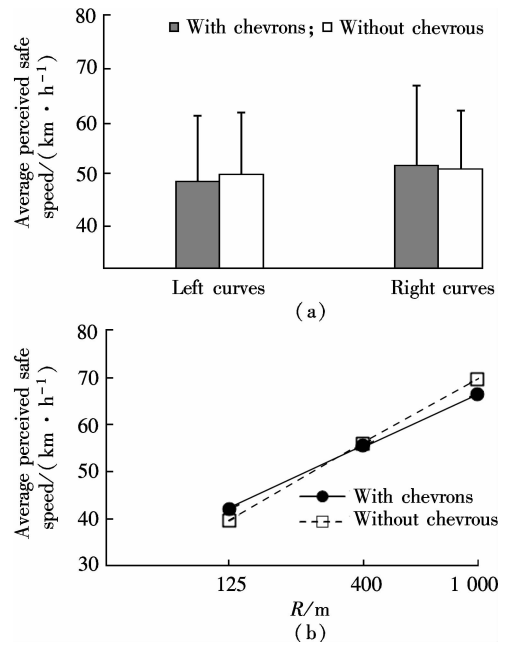 80
With chevrons; Without chevrous
70
60
50
40
Average perceived safe
speed/(km·h⁻¹)
Left curves Right curves
(a)
80
70
60
50
40
30
Average perceived safe
speed/(km·h⁻¹)
With chevrons
Without chevrous
125 400 1 000
R/m
(b)